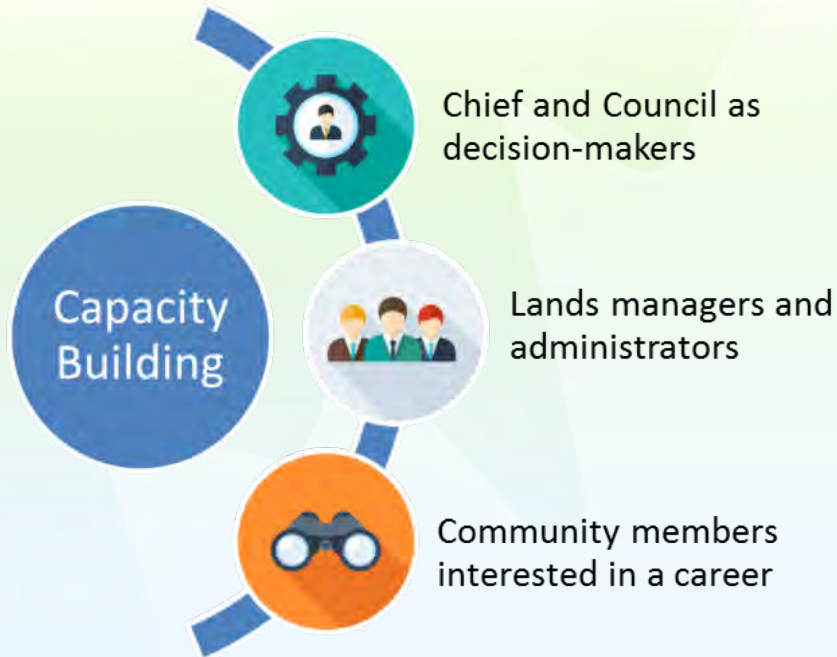 Chief and Council as
decision-makers
Capacity
Building
Lands managers and
administrators
Community members
interested in a career